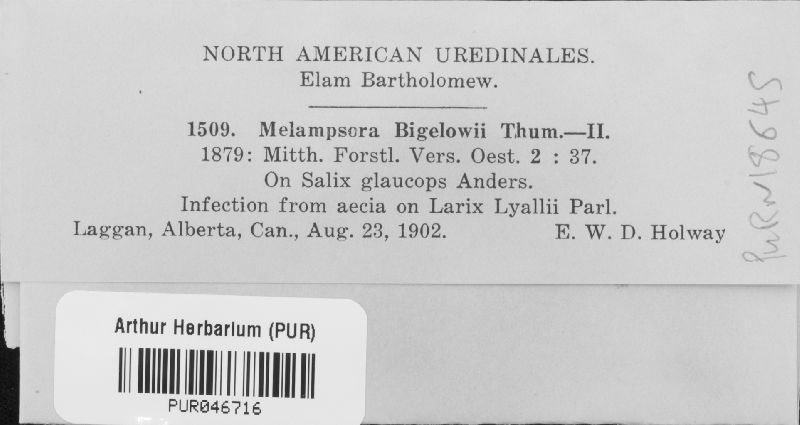 NORTH AMERICAN UREDINALES.
Elam Bartholomew.
1509. Melampsora Bigelowii Thum.—II.
1879: Mitth. Forstl. Vers. Oest. 2 : 37.
On Salix glaucops Anders.
Infection from aecia on Larix Lyallii Parl.
Laggan, Alberta, Can., Aug. 23, 1902. E. W. D. Holway
PURN18645
Arthur Herbarium (PUR)
PUR046716